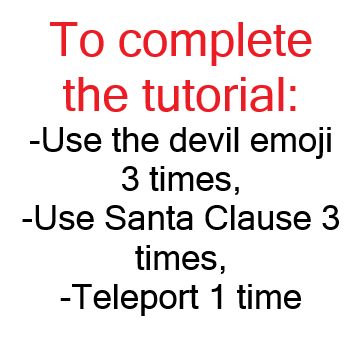 To complete
the tutorial:
-Use the devil emoji
3 times,
-Use Santa Clause 3
times,
-Teleport 1 time